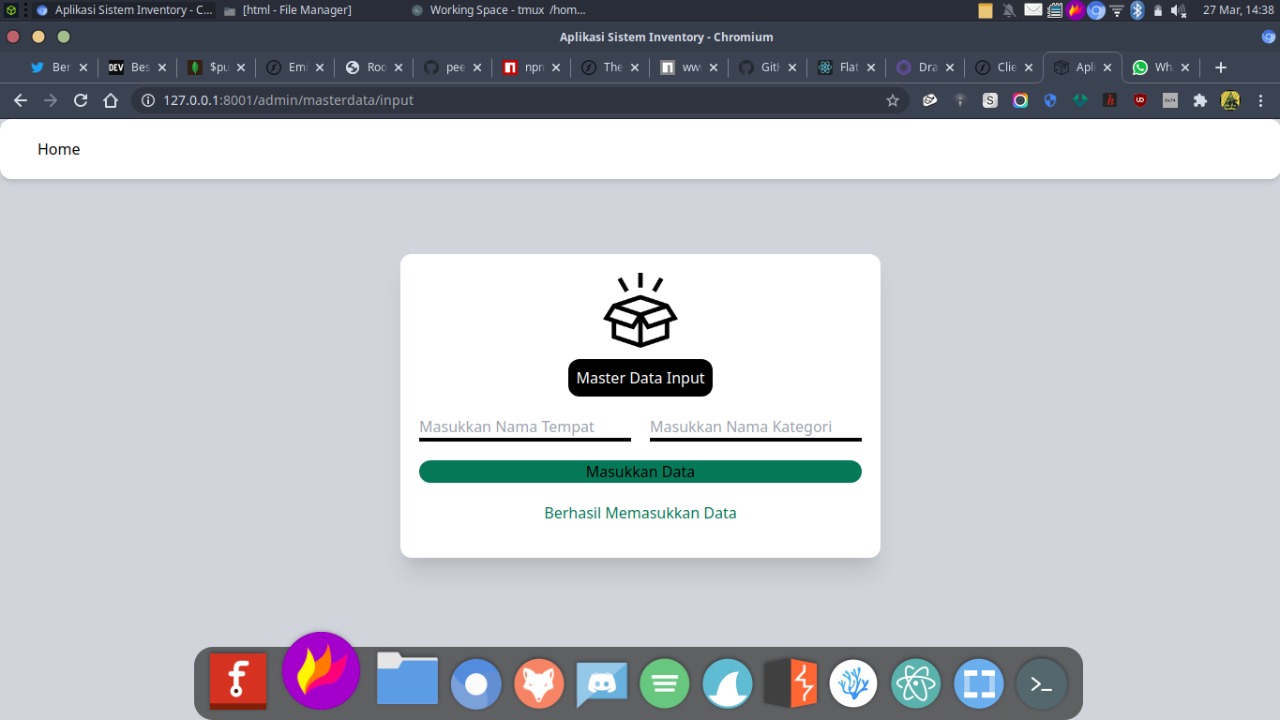 Aplikasi Sistem Inventory - C...
[html - File Manager]
Working Space - tmux /hom...
27 Mar, 14:38
Aplikasi Sistem Inventory - Chromium
Ber
DEV Bes
$pu
Emi
Roo
pee
npn
The
ww
Git
Flat
Dra
Clie
Apli
Wh
127.0.0.1:8001/admin/masterdata/input
Home
Master Data Input
Masukkan Nama Tempat
Masukkan Nama Kategori
Masukkan Data
Berhasil Memasukkan Data